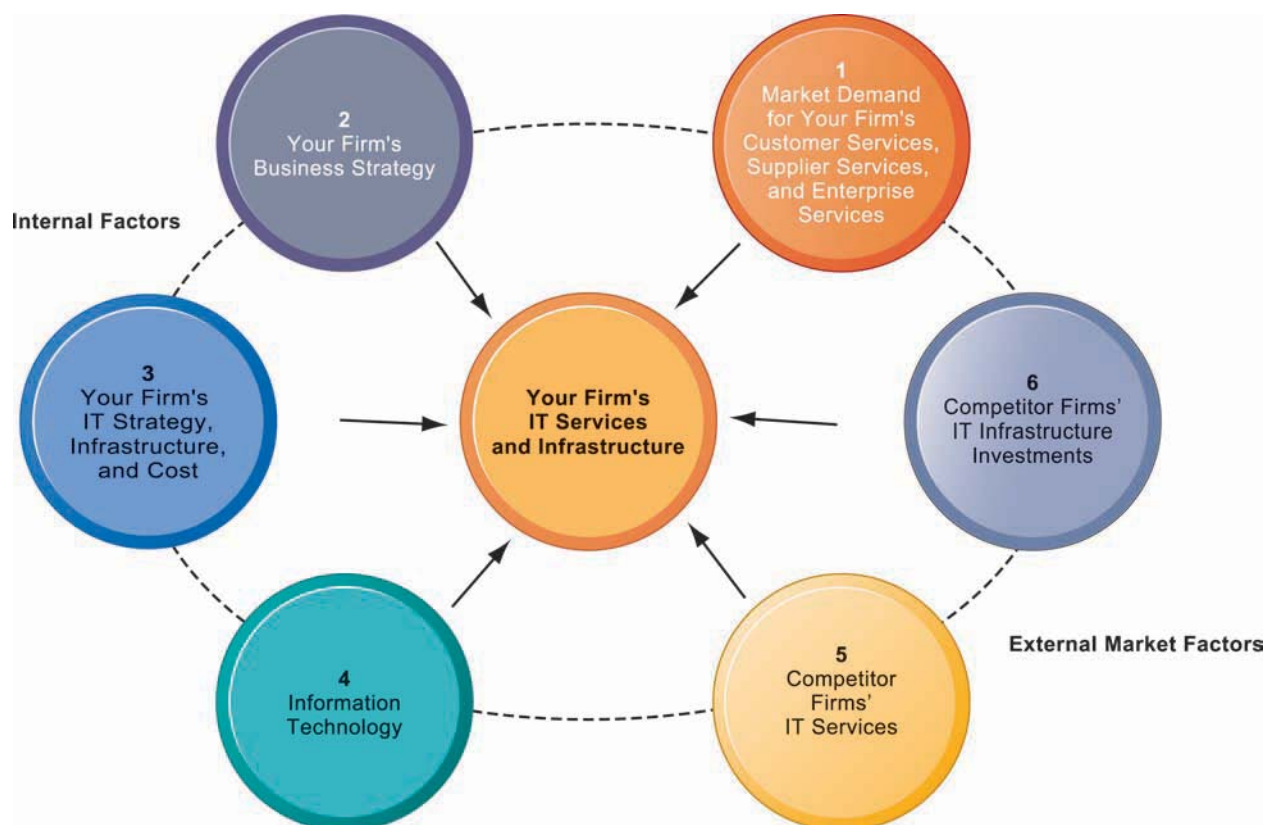 2
Your Firm's
Business Strategy
1
Market Demand
for Your Firm's
Customer Services,
Supplier Services,
and Enterprise
Services
Internal Factors
3
Your Firm's
IT Strategy,
Infrastructure,
and Cost
Your Firm's
IT Services
and Infrastructure
6
Competitor Firms’
IT Infrastructure
Investments
4
Information
Technology
5
Competitor
Firms’
IT Services
External Market Factors